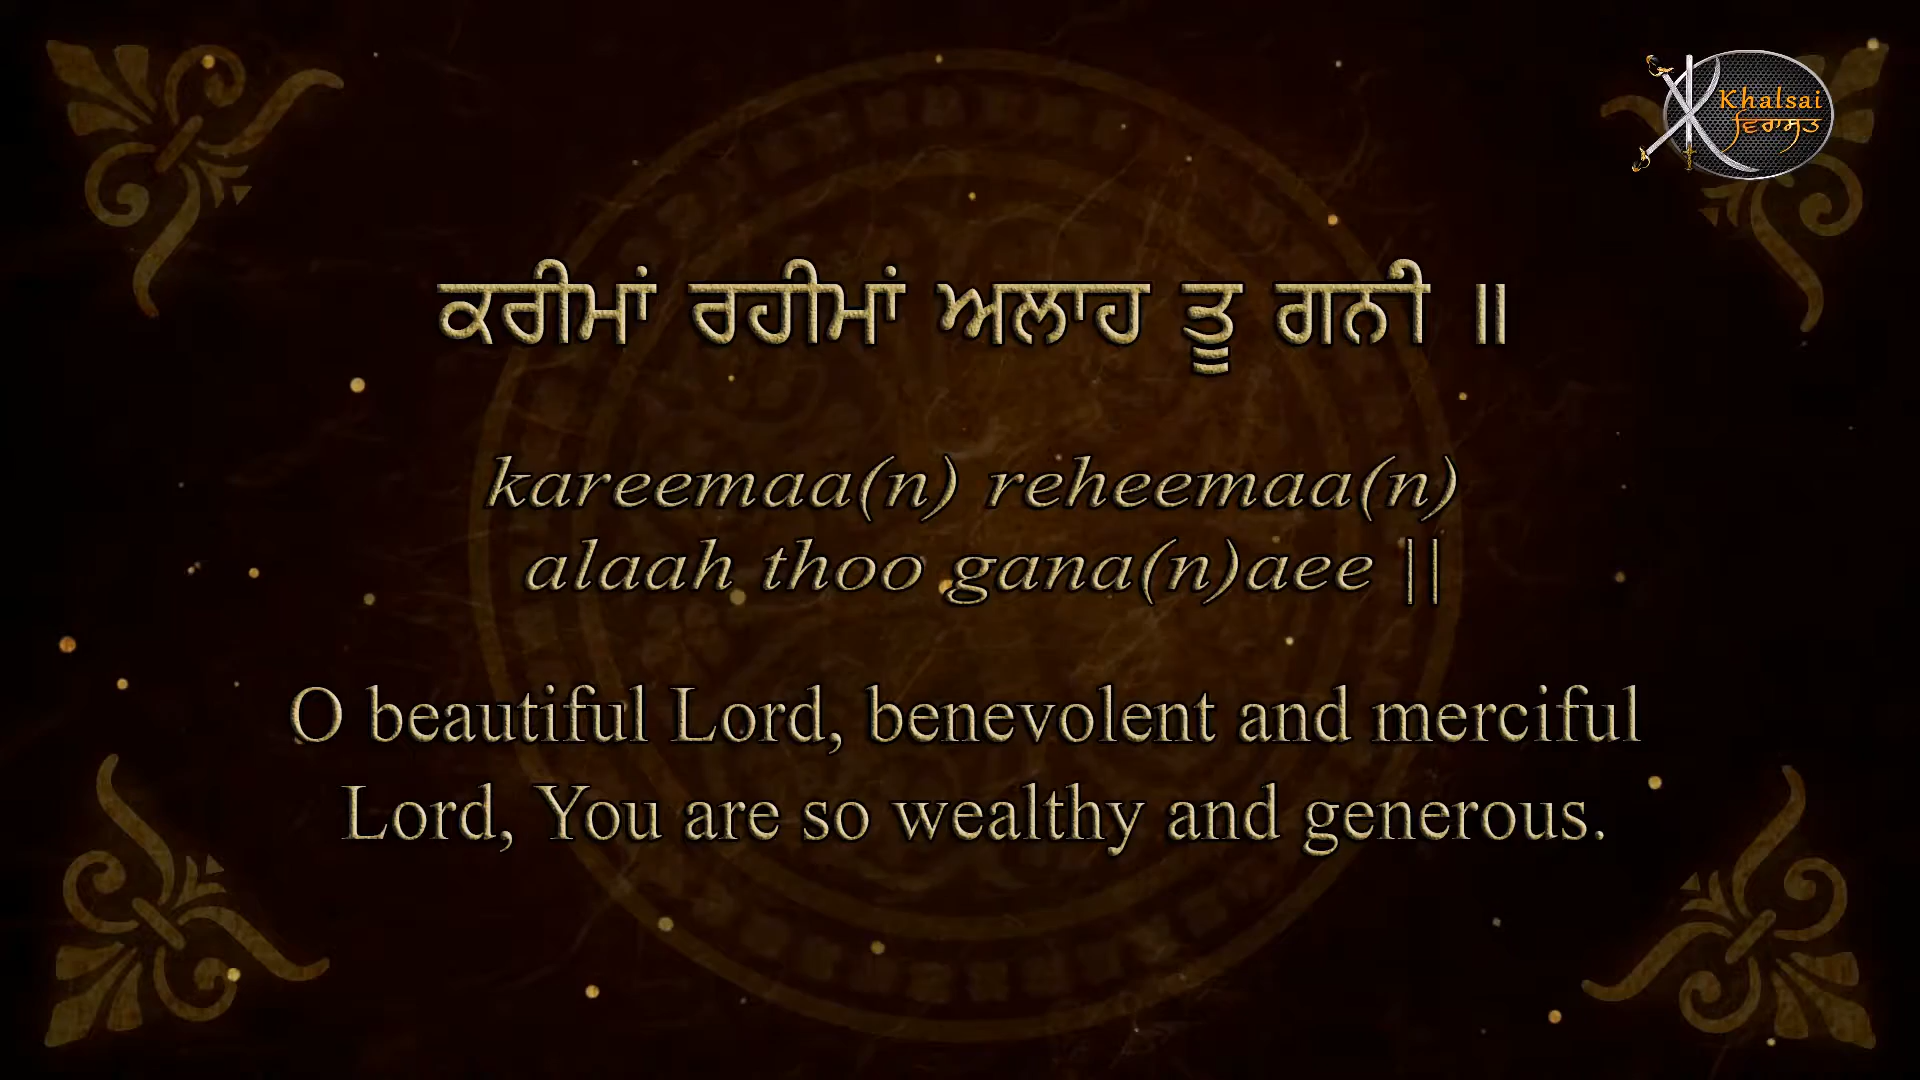 Khalsai
ਵਿਰਾਸਤ
ਕਰੀਮਾਂ ਰਹੀਮਾਂ ਅਲਾਹ ਤੂ ਗਨੀ ॥
kareemaa(n) reheemaa(n)
alaah thoo gana(n)aee ||
O beautiful Lord, benevolent and merciful
Lord, You are so wealthy and generous.